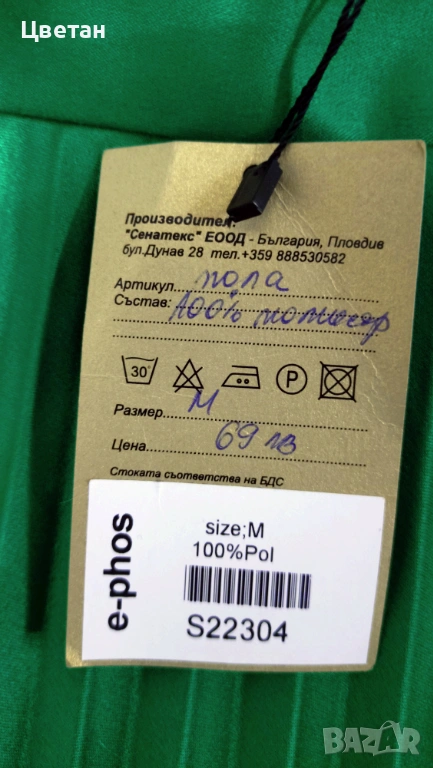 Цветан
Производител:
"Сенатекс" ЕООД - България, Пловдив
бул.Дунав 28 тел.+359 888530582
Артикул пола
Състав: 100% полиестер
30°
P
Размер М
Цена 69 лв
Стоката съответства на БДС
e-phos
size;M
100%Pol
S22304
BAZAR